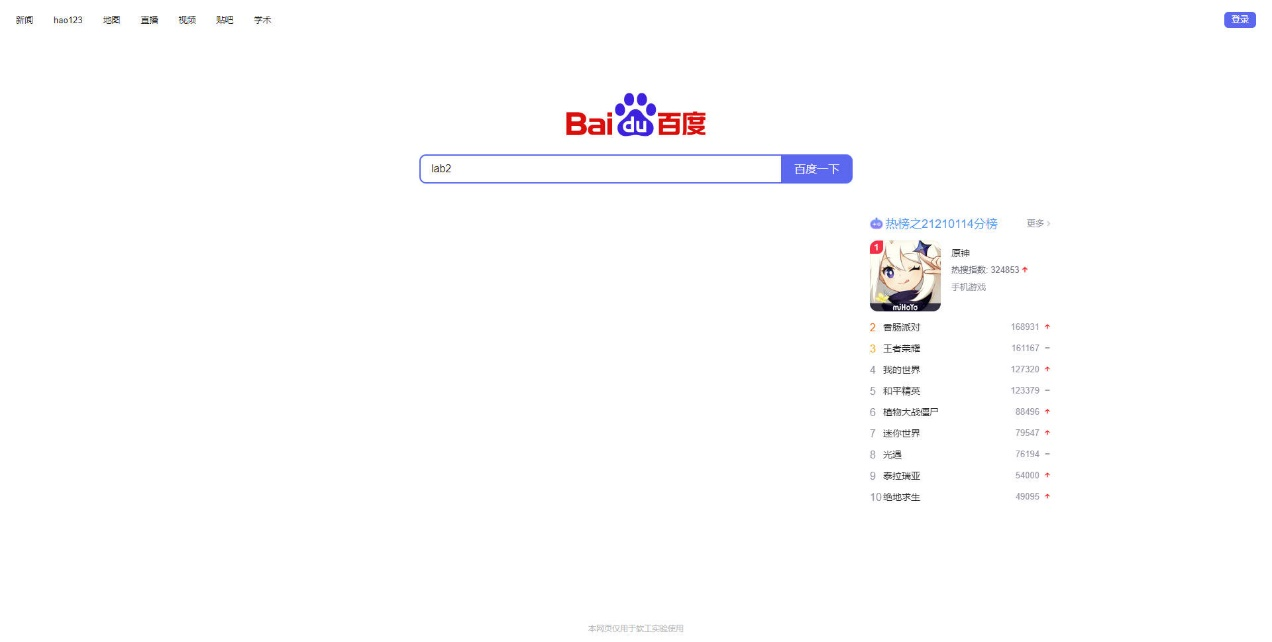 新闻 hao123 地图 直播 视频 贴吧 学术 登录
Baidu百度
lab2 百度一下
热榜之21210114分榜 更多 >
1
原神
热搜指数: 324853 ↑
手机游戏
miHoYo
2 香肠派对 168931 ↑
3 王者荣耀 161167 -
4 我的世界 127320 ↑
5 和平精英 123379 -
6 植物大战僵尸 88496 ↑
7 迷你世界 79547 ↑
8 光遇 76194 -
9 泰拉瑞亚 54000 ↑
10 绝地求生 49095 ↑
本网页仅用于软工实验使用